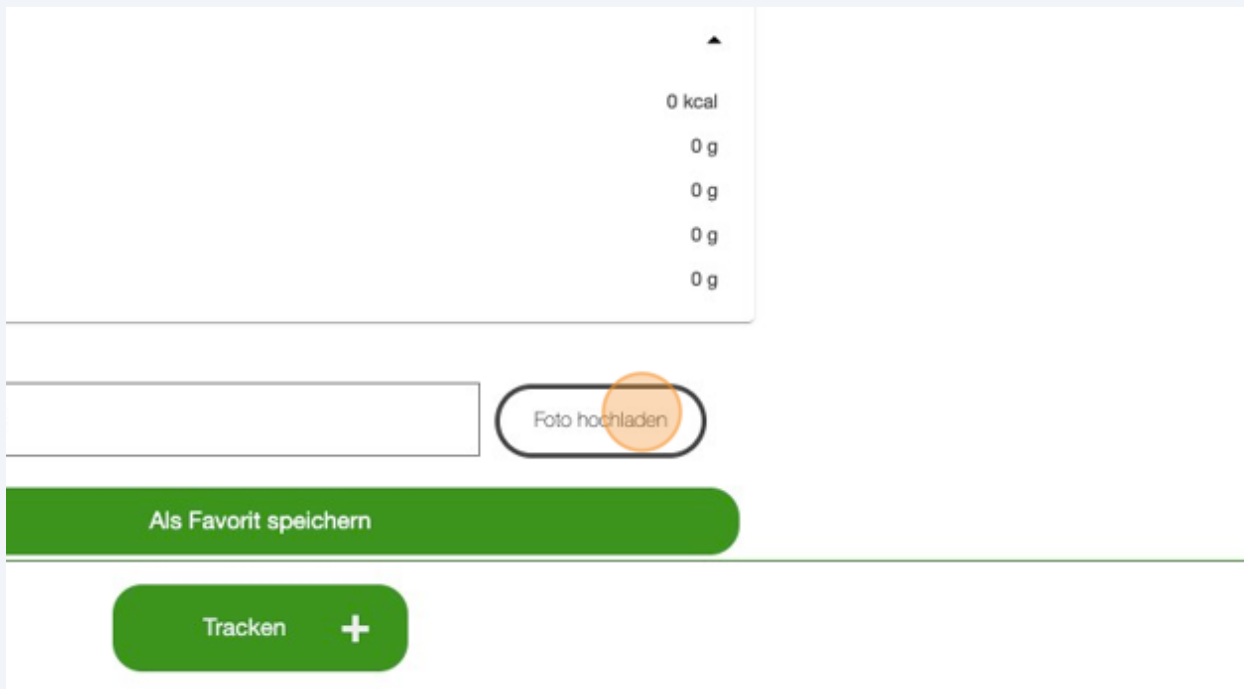 0 kcal
0 g
0 g
0 g
0 g
Foto hochladen
Als Favorit speichern
Tracken +